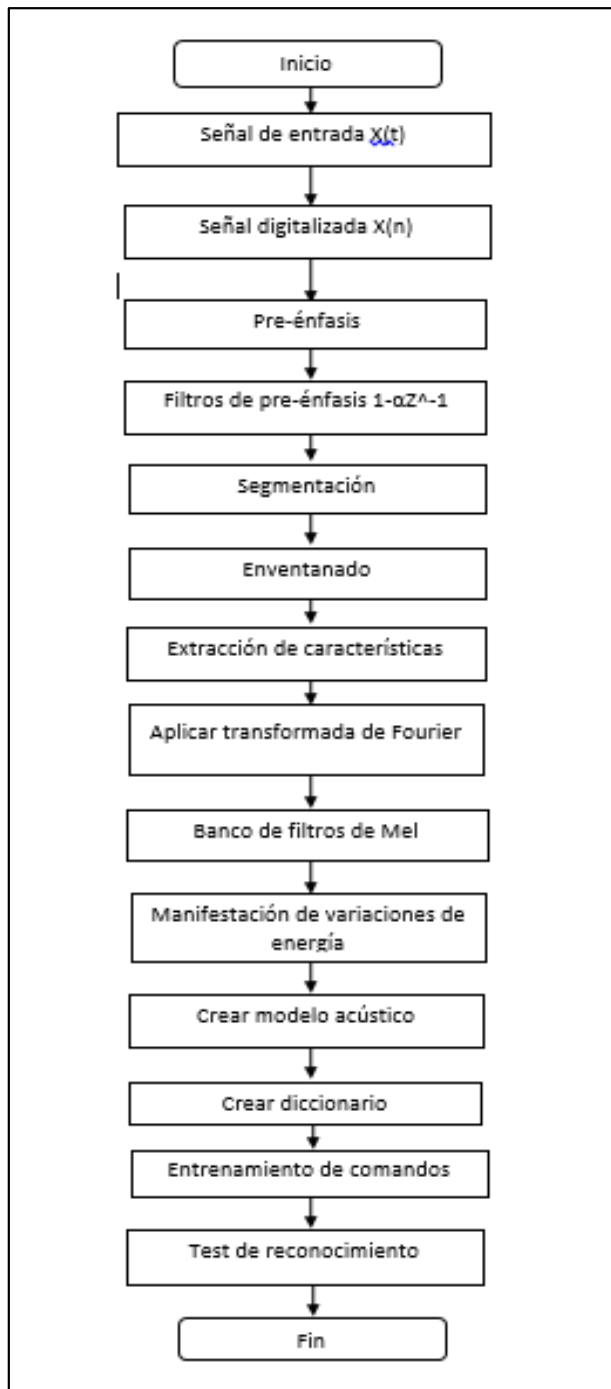 Inicio
Señal de entrada X(t)
Señal digitalizada X(n)
Pre-énfasis
Filtros de pre-énfasis 1-αZ^-1
Segmentación
Enventanado
Extracción de características
Aplicar transformada de Fourier
Banco de filtros de Mel
Manifestación de variaciones de
energía
Crear modelo acústico
Crear diccionario
Entrenamiento de comandos
Test de reconocimiento
Fin